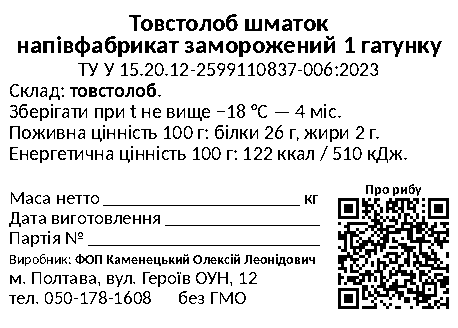 Товстолоб шматок
напівфабрикат заморожений 1 гатунку
ТУ У 15.20.12-2599110837-006:2023
Склад: товстолоб.
Зберігати при t не вище −18 °C — 4 міс.
Поживна цінність 100 г: білки 26 г, жири 2 г.
Енергетична цінність 100 г: 122 ккал / 510 кДж.
Маса нетто ____________________ кг
Дата виготовлення ________________
Партія № ________________________
Про рибу
Виробник: ФОП Каменецький Олексій Леонідович
м. Полтава, вул. Героїв ОУН, 12
тел. 050-178-1608 без ГМО